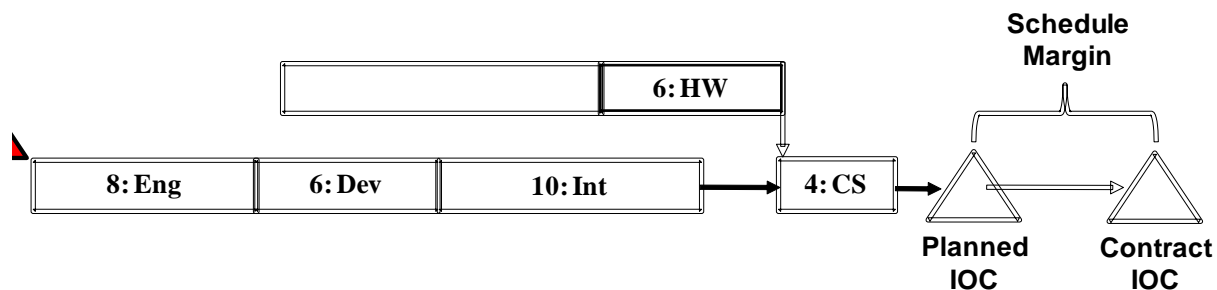 Schedule
Margin
6: HW
8: Eng
6: Dev
10: Int
4: CS
Planned
IOC
Contract
IOC